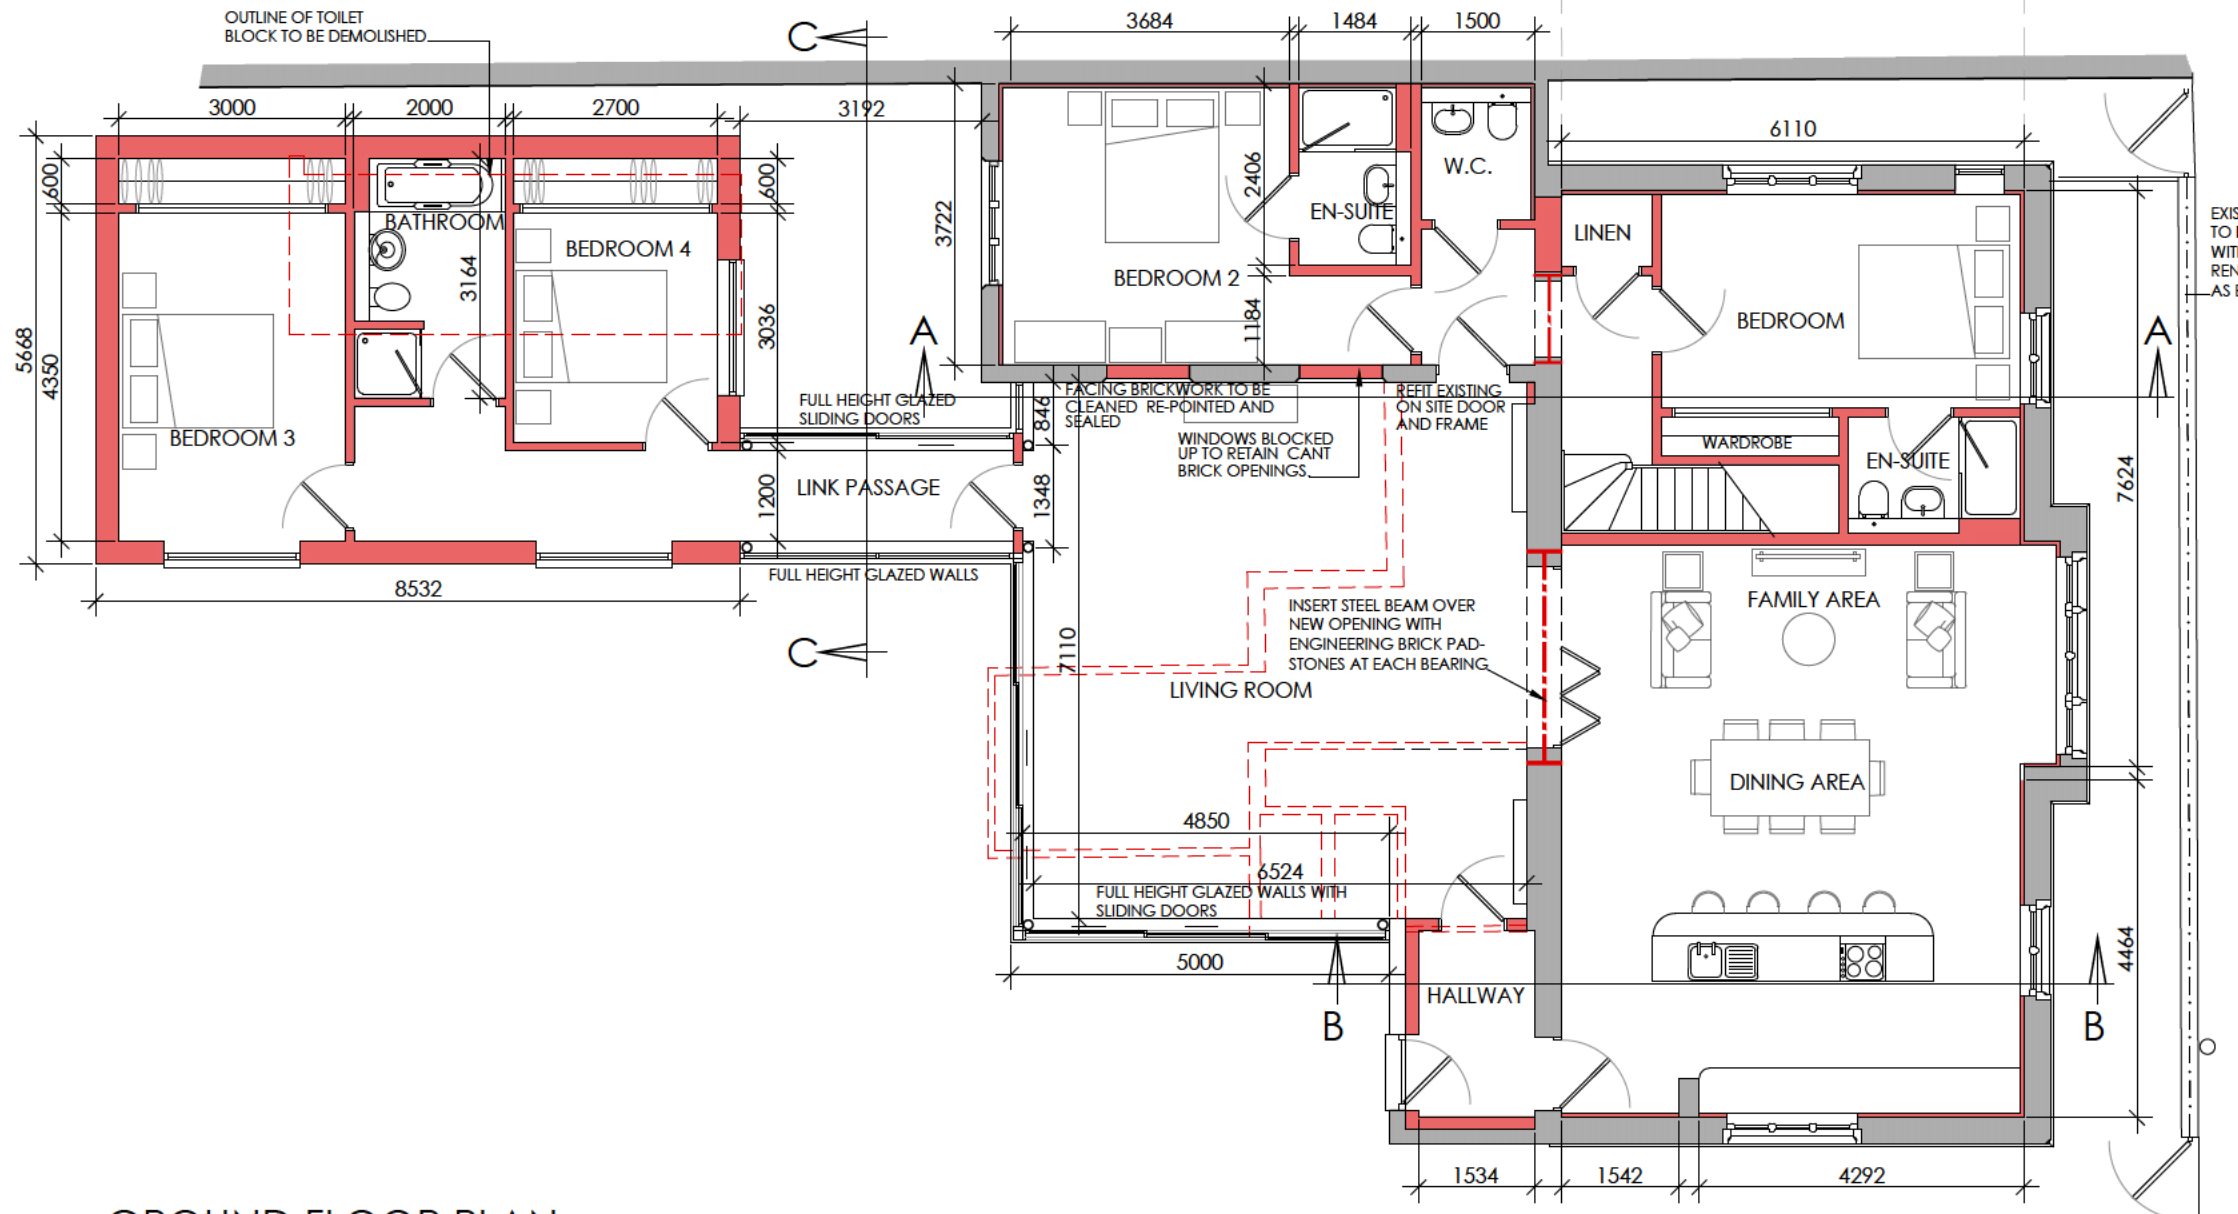 OUTLINE OF TOILET
BLOCK TO BE DEMOLISHED
C
3684
1484
1500
3000
2000
2700
3192
6110
600
600
2406
W.C.
3722
BATHROOM
EN-SUITE
LINEN
BEDROOM 4
3164
BEDROOM 2
3036
1184
BEDROOM
5668
4350
A
A
FULL HEIGHT GLAZED
SLIDING DOORS
846
FACING BRICKWORK TO BE
CLEANED RE-POINTED AND
SEALED
REFIT EXISTING
ON SITE DOOR
AND FRAME
WINDOWS BLOCKED
UP TO RETAIN CANT
BRICK OPENINGS
BEDROOM 3
WARDROBE
EN-SUITE
LINK PASSAGE
1200
1348
7624
FULL HEIGHT GLAZED WALLS
8532
INSERT STEEL BEAM OVER
NEW OPENING WITH
ENGINEERING BRICK PAD-
STONES AT EACH BEARING
FAMILY AREA
C
7110
LIVING ROOM
DINING AREA
4850
6524
FULL HEIGHT GLAZED WALLS WITH
SLIDING DOORS
5000
4464
HALLWAY
B
B
1534
1542
4292
GROUND FLOOR PLAN